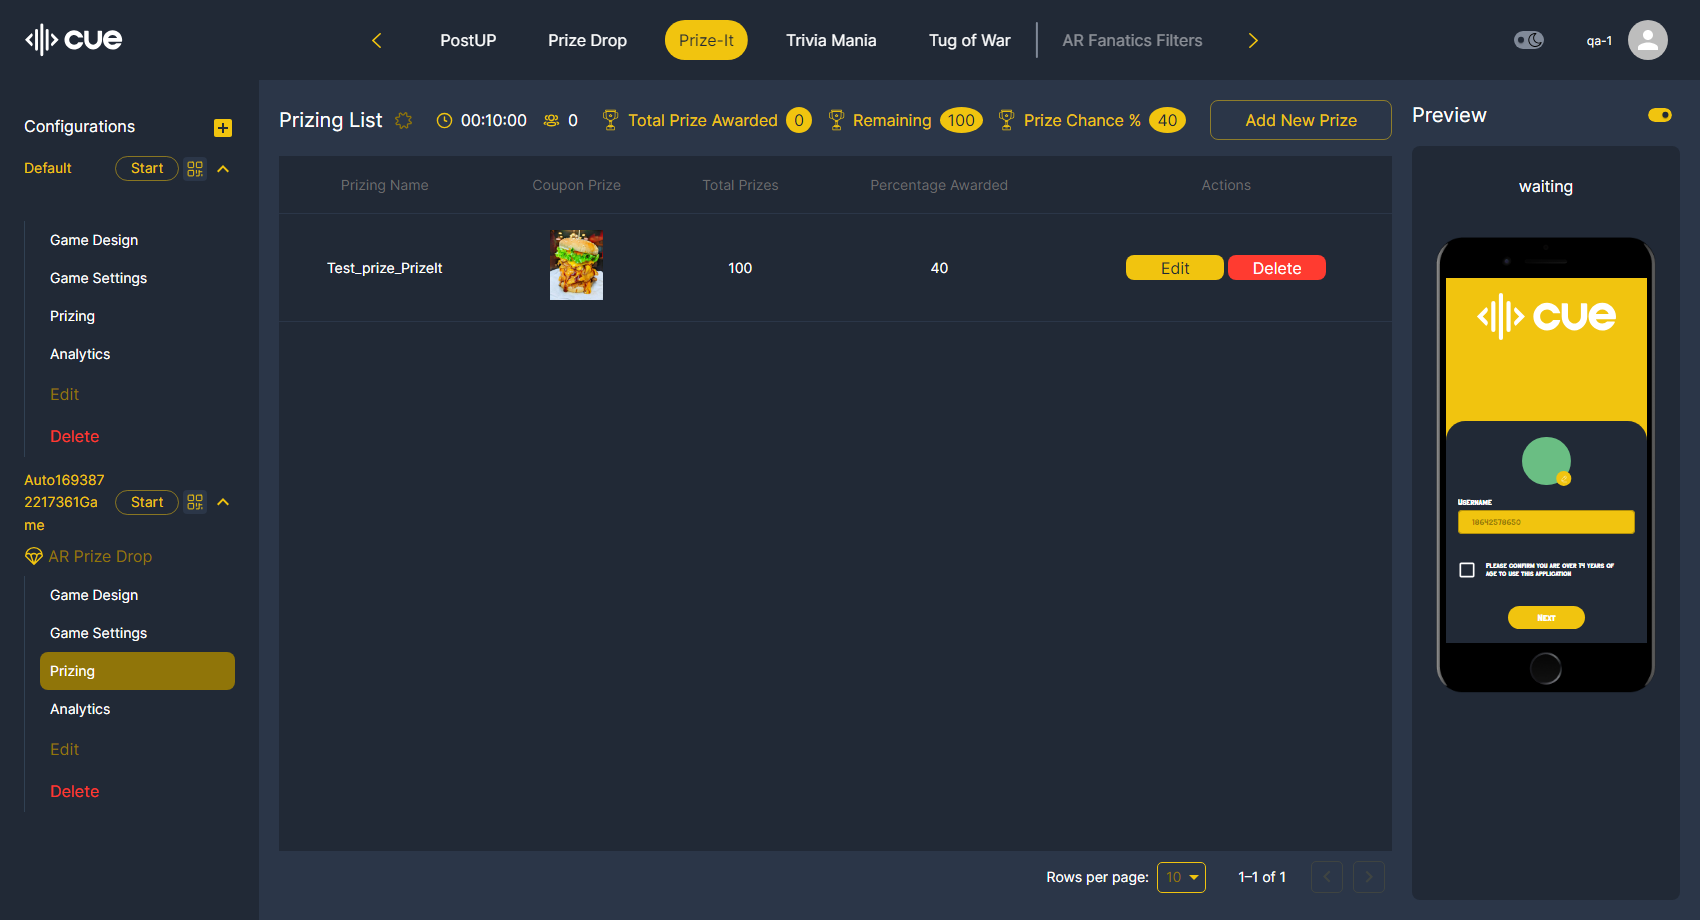 cue
PostUP
Prize Drop
Prize-It
Trivia Mania
Tug of War
AR Fanatics Filters
qa-1
Configurations
Default
Start
Game Design
Game Settings
Prizing
Analytics
Edit
Delete
Auto169387
2217361Ga
me
Start
AR Prize Drop
Game Design
Game Settings
Prizing
Analytics
Edit
Delete
Prizing List
00:10:00
0
Total Prize Awarded 0
Remaining 100
Prize Chance % 40
Add New Prize
Prizing Name Coupon Prize Total Prizes Percentage Awarded Actions
Test_prize_PrizeIt 100 40 Edit Delete
Rows per page: 10 1–1 of 1
Preview
waiting
cue
Username
18642578650
Please confirm you are over 14 years of
age to use this application
Next